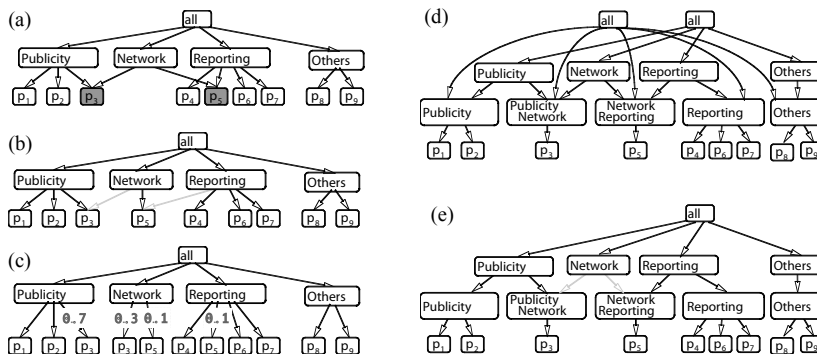 (a)
all
Publicity Network Reporting Others
p1 p2 p3 p4 p5 p6 p7 p8 p9
(b)
all
Publicity Network Reporting Others
p1 p2 p3 p5 p4 p6 p7 p8 p9
(c)
all
Publicity Network Reporting Others
0.7 0.3 0.1 0.1
p1 p2 p3 p3 p5 p4 p5 p6 p7 p8 p9
(d)
all all
Publicity Network Reporting Others
Publicity Publicity Network Network Reporting Reporting Others
p1 p2 p3 p5 p4 p6 p7 p8 p9
(e)
all
Publicity Network Reporting Others
Publicity Publicity Network Network Reporting Reporting Others
p1 p2 p3 p5 p4 p6 p7 p8 p9